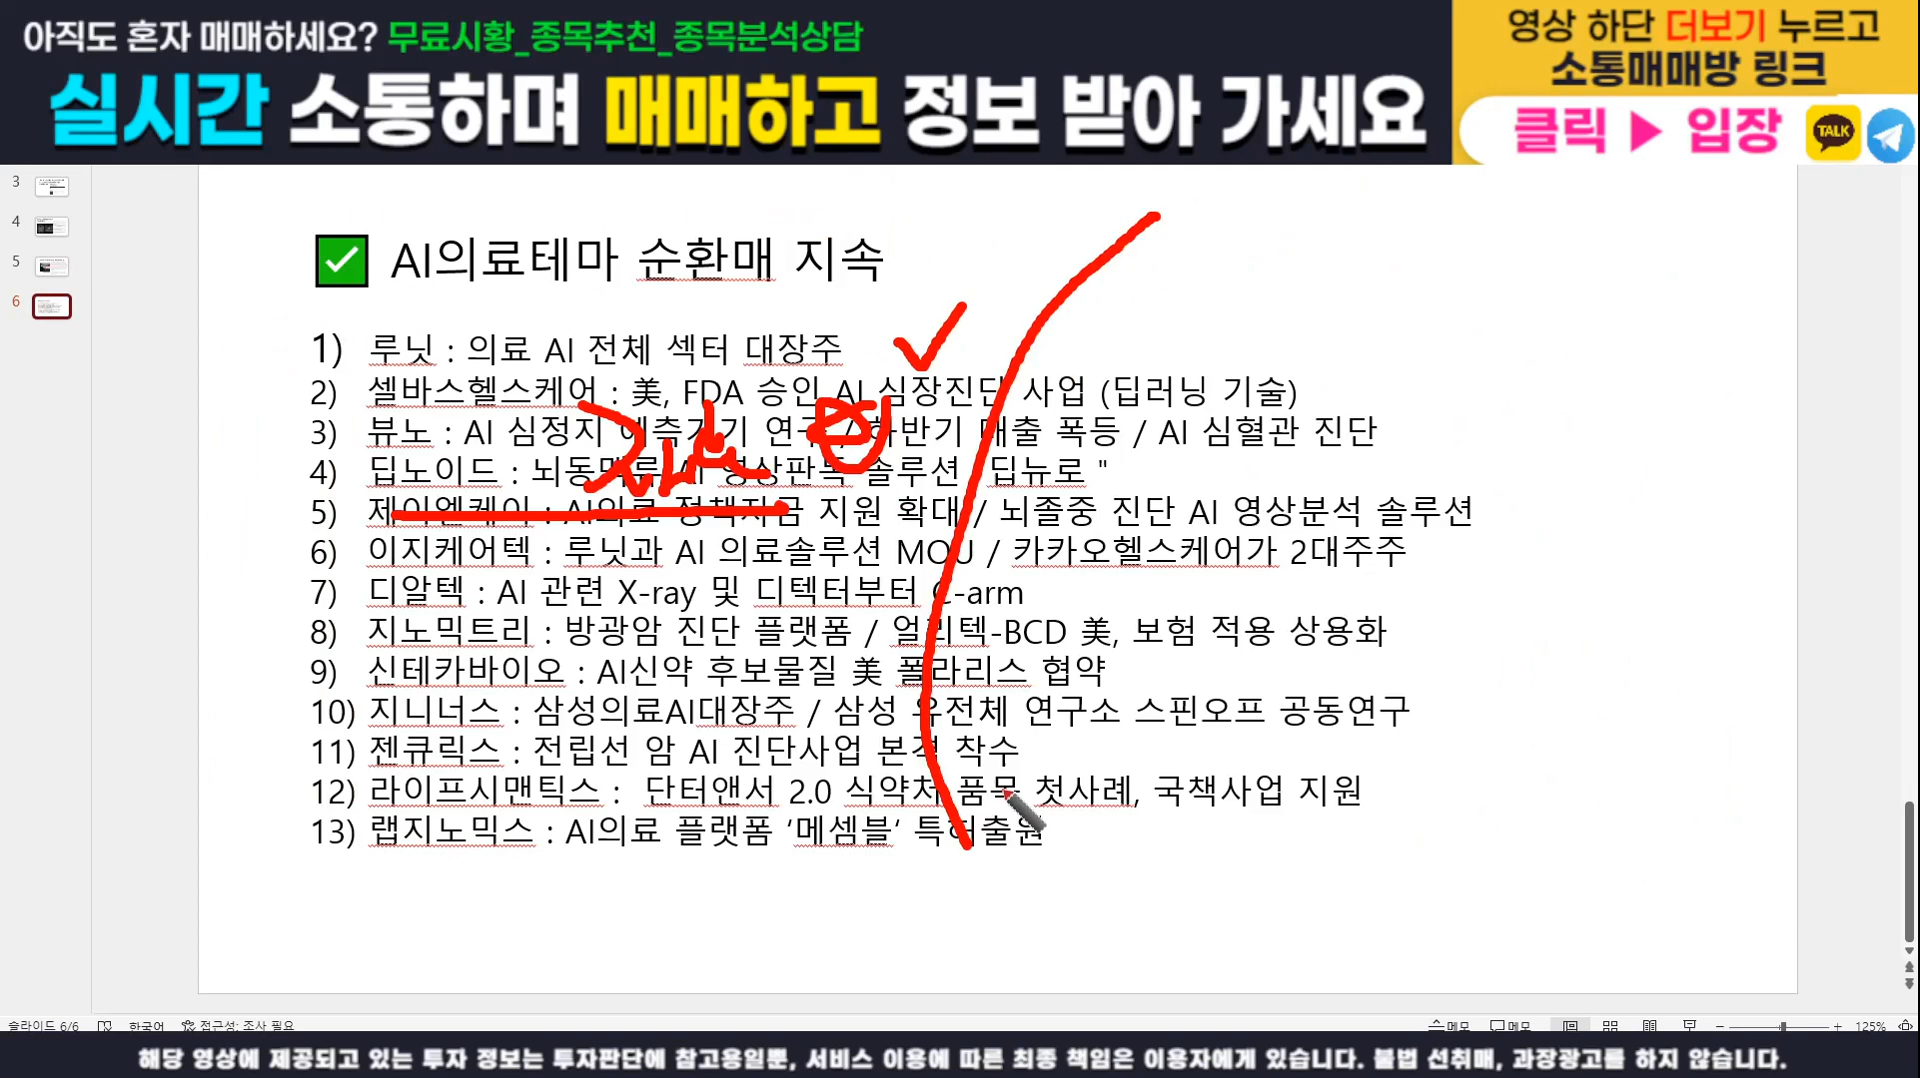 아직도 혼자 매매하세요? 무료시황_종목추천_종목분석상담
실시간 소통하며 매매하고 정보 받아 가세요
영상 하단 더보기 누르고
소통매매방 링크
클릭 ▶ 입장
TALK
3
4
5
6
✅ AI의료테마 순환매 지속
1) 루닛 : 의료 AI 전체 섹터 대장주
2) 셀바스헬스케어 : 美, FDA 승인 AI 심장진단 사업 (딥러닝 기술)
3) 뷰노 : AI 심정지 예측기기 연구 / 하반기 매출 폭등 / AI 심혈관 진단
4) 딥노이드 : 뇌동맥류 AI 영상판독 솔루션 딥뉴로 "
5) 제이엘케이 : AI의료 정책자금 지원 확대 / 뇌졸중 진단 AI 영상분석 솔루션
6) 이지케어텍 : 루닛과 AI 의료솔루션 MOU / 카카오헬스케어가 2대주주
7) 디알텍 : AI 관련 X-ray 및 디텍터부터 C-arm
8) 지노믹트리 : 방광암 진단 플랫폼 / 얼리텍-BCD 美, 보험 적용 상용화
9) 신테카바이오 : AI신약 후보물질 美 폴라리스 협약
10) 지니너스 : 삼성의료AI대장주 / 삼성 유전체 연구소 스핀오프 공동연구
11) 젠큐릭스 : 전립선 암 AI 진단사업 본격 착수
12) 라이프시맨틱스 : 단터앤서 2.0 식약처 품목 첫사례, 국책사업 지원
13) 랩지노믹스 : AI의료 플랫폼 ‘메셈블‘ 특허출원
슬라이드 6/6 한국어 접근성: 조사 필요 메모 메모 125%
해당 영상에 제공되고 있는 투자 정보는 투자판단에 참고용일뿐, 서비스 이용에 따른 최종 책임은 이용자에게 있습니다. 불법 선취매, 과장광고를 하지 않습니다.